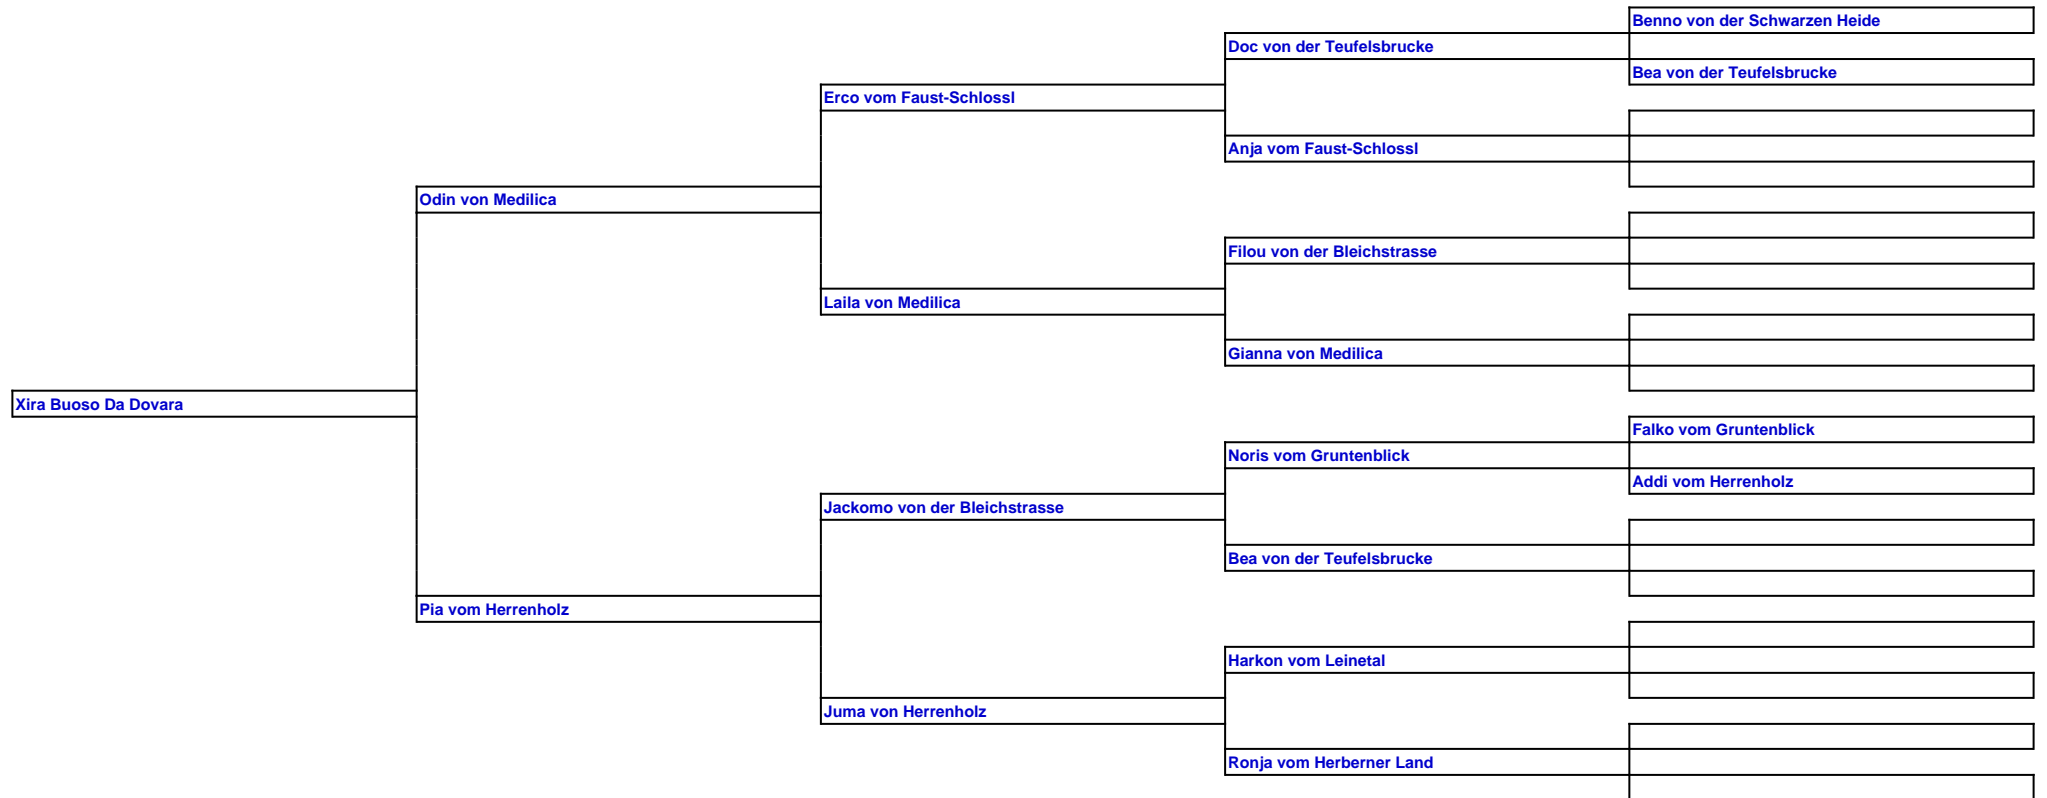 Benno von der Schwarzen Heide
Doc von der Teufelsbrucke
Bea von der Teufelsbrucke
Erco vom Faust-Schlossl
Anja vom Faust-Schlossl
Odin von Medilica
Filou von der Bleichstrasse
Laila von Medilica
Gianna von Medilica
Xira Buoso Da Dovara
Falko vom Gruntenblick
Noris vom Gruntenblick
Addi vom Herrenholz
Jackomo von der Bleichstrasse
Bea von der Teufelsbrucke
Pia vom Herrenholz
Harkon vom Leinetal
Juma von Herrenholz
Ronja vom Herberner Land